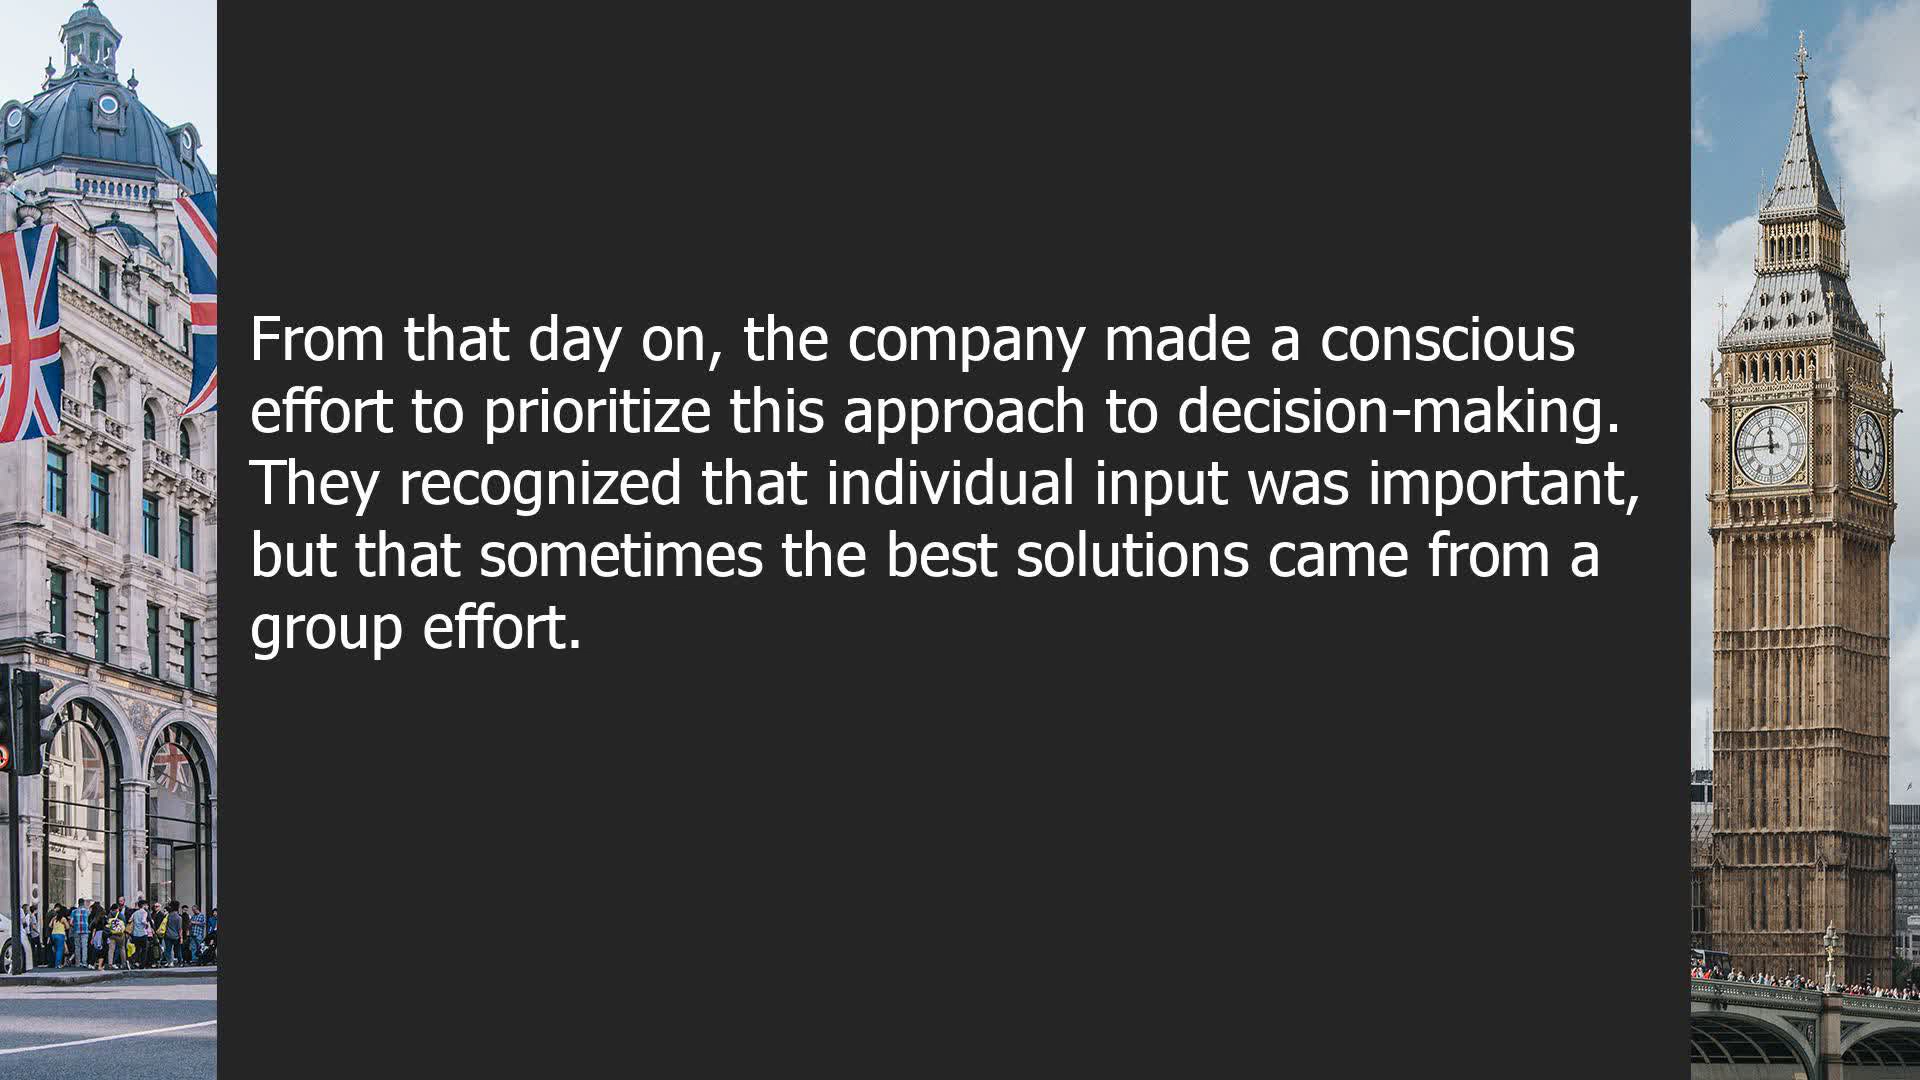 From that day on, the company made a conscious
effort to prioritize this approach to decision-making.
They recognized that individual input was important,
but that sometimes the best solutions came from a
group effort.